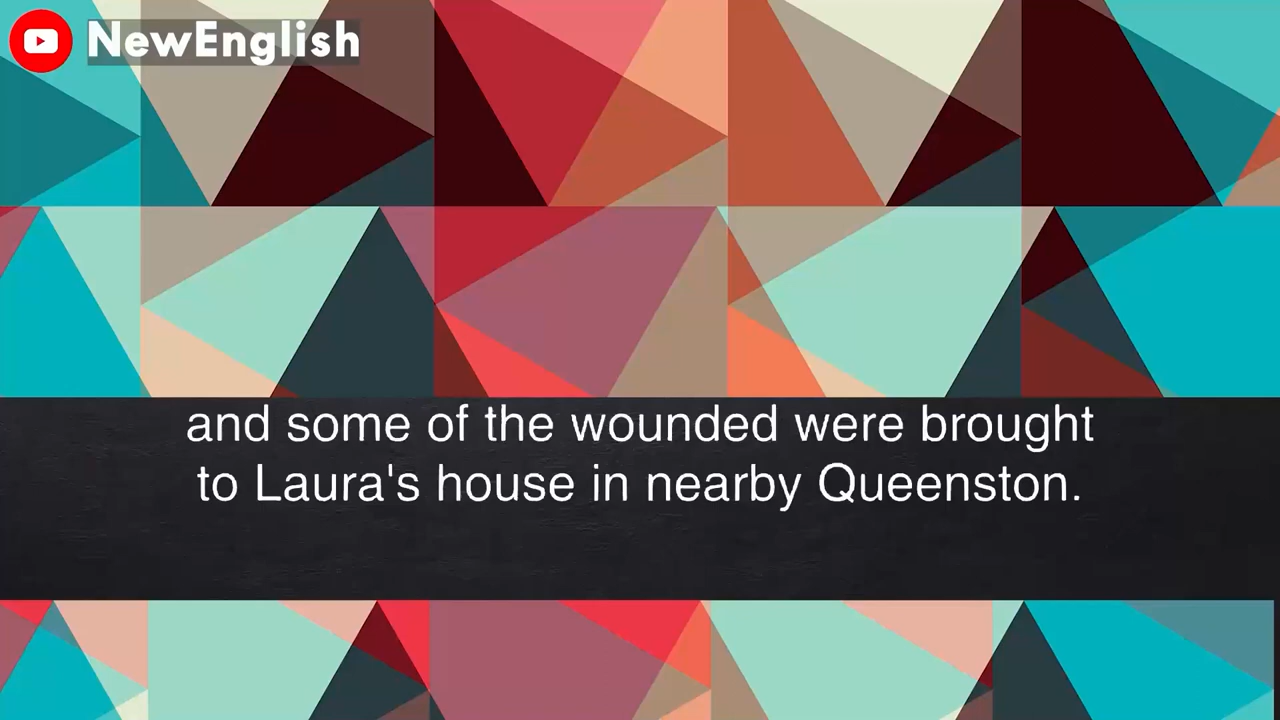 NewEnglish
and some of the wounded were brought
to Laura's house in nearby Queenston.